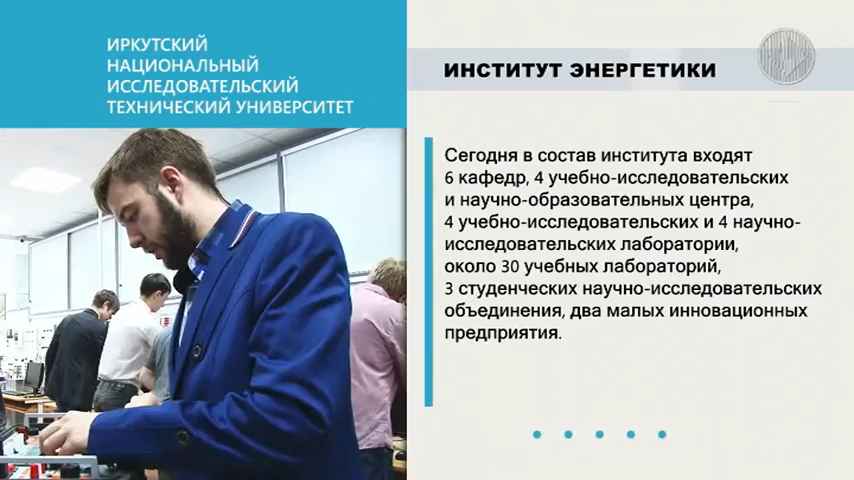 ИРКУТСКИЙ
НАЦИОНАЛЬНЫЙ
ИССЛЕДОВАТЕЛЬСКИЙ
ТЕХНИЧЕСКИЙ УНИВЕРСИТЕТ
ИНСТИТУТ ЭНЕРГЕТИКИ
Сегодня в состав института входят
6 кафедр, 4 учебно-исследовательских
и научно-образовательных центра,
4 учебно-исследовательских и 4 научно-
исследовательских лаборатории,
около 30 учебных лабораторий,
3 студенческих научно-исследовательских
объединения, два малых инновационных
предприятия.